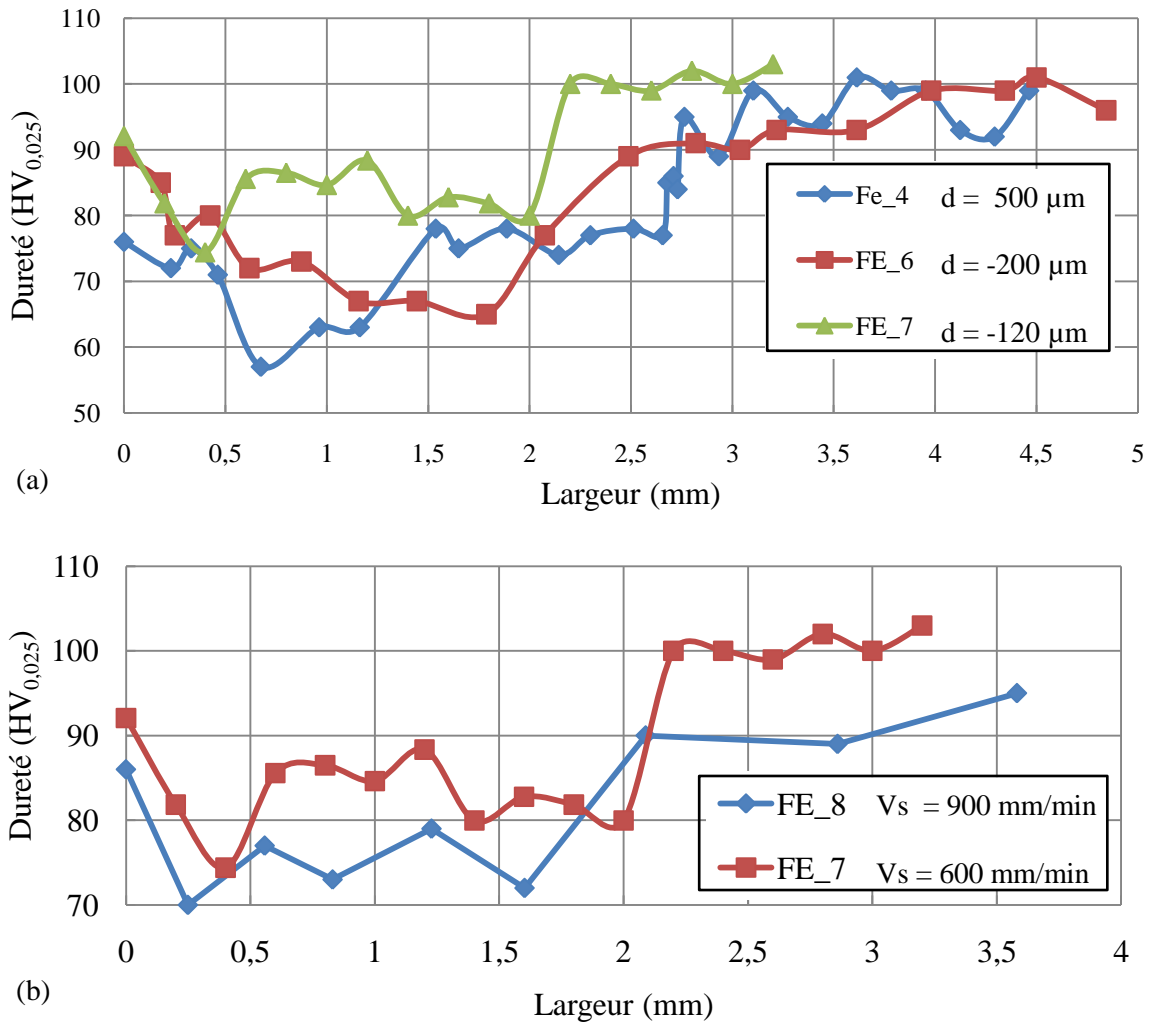 110
100
90
80
70
60
50
Dureté (HV0,025)
0 0,5 1 1,5 2 2,5 3 3,5 4 4,5 5
Largeur (mm)
Fe_4 d = 500 µm
FE_6 d = -200 µm
FE_7 d = -120 µm
(a)
110
100
90
80
70
Dureté (HV0,025)
0 0,5 1 1,5 2 2,5 3 3,5 4
Largeur (mm)
FE_8 Vs = 900 mm/min
FE_7 Vs = 600 mm/min
(b)